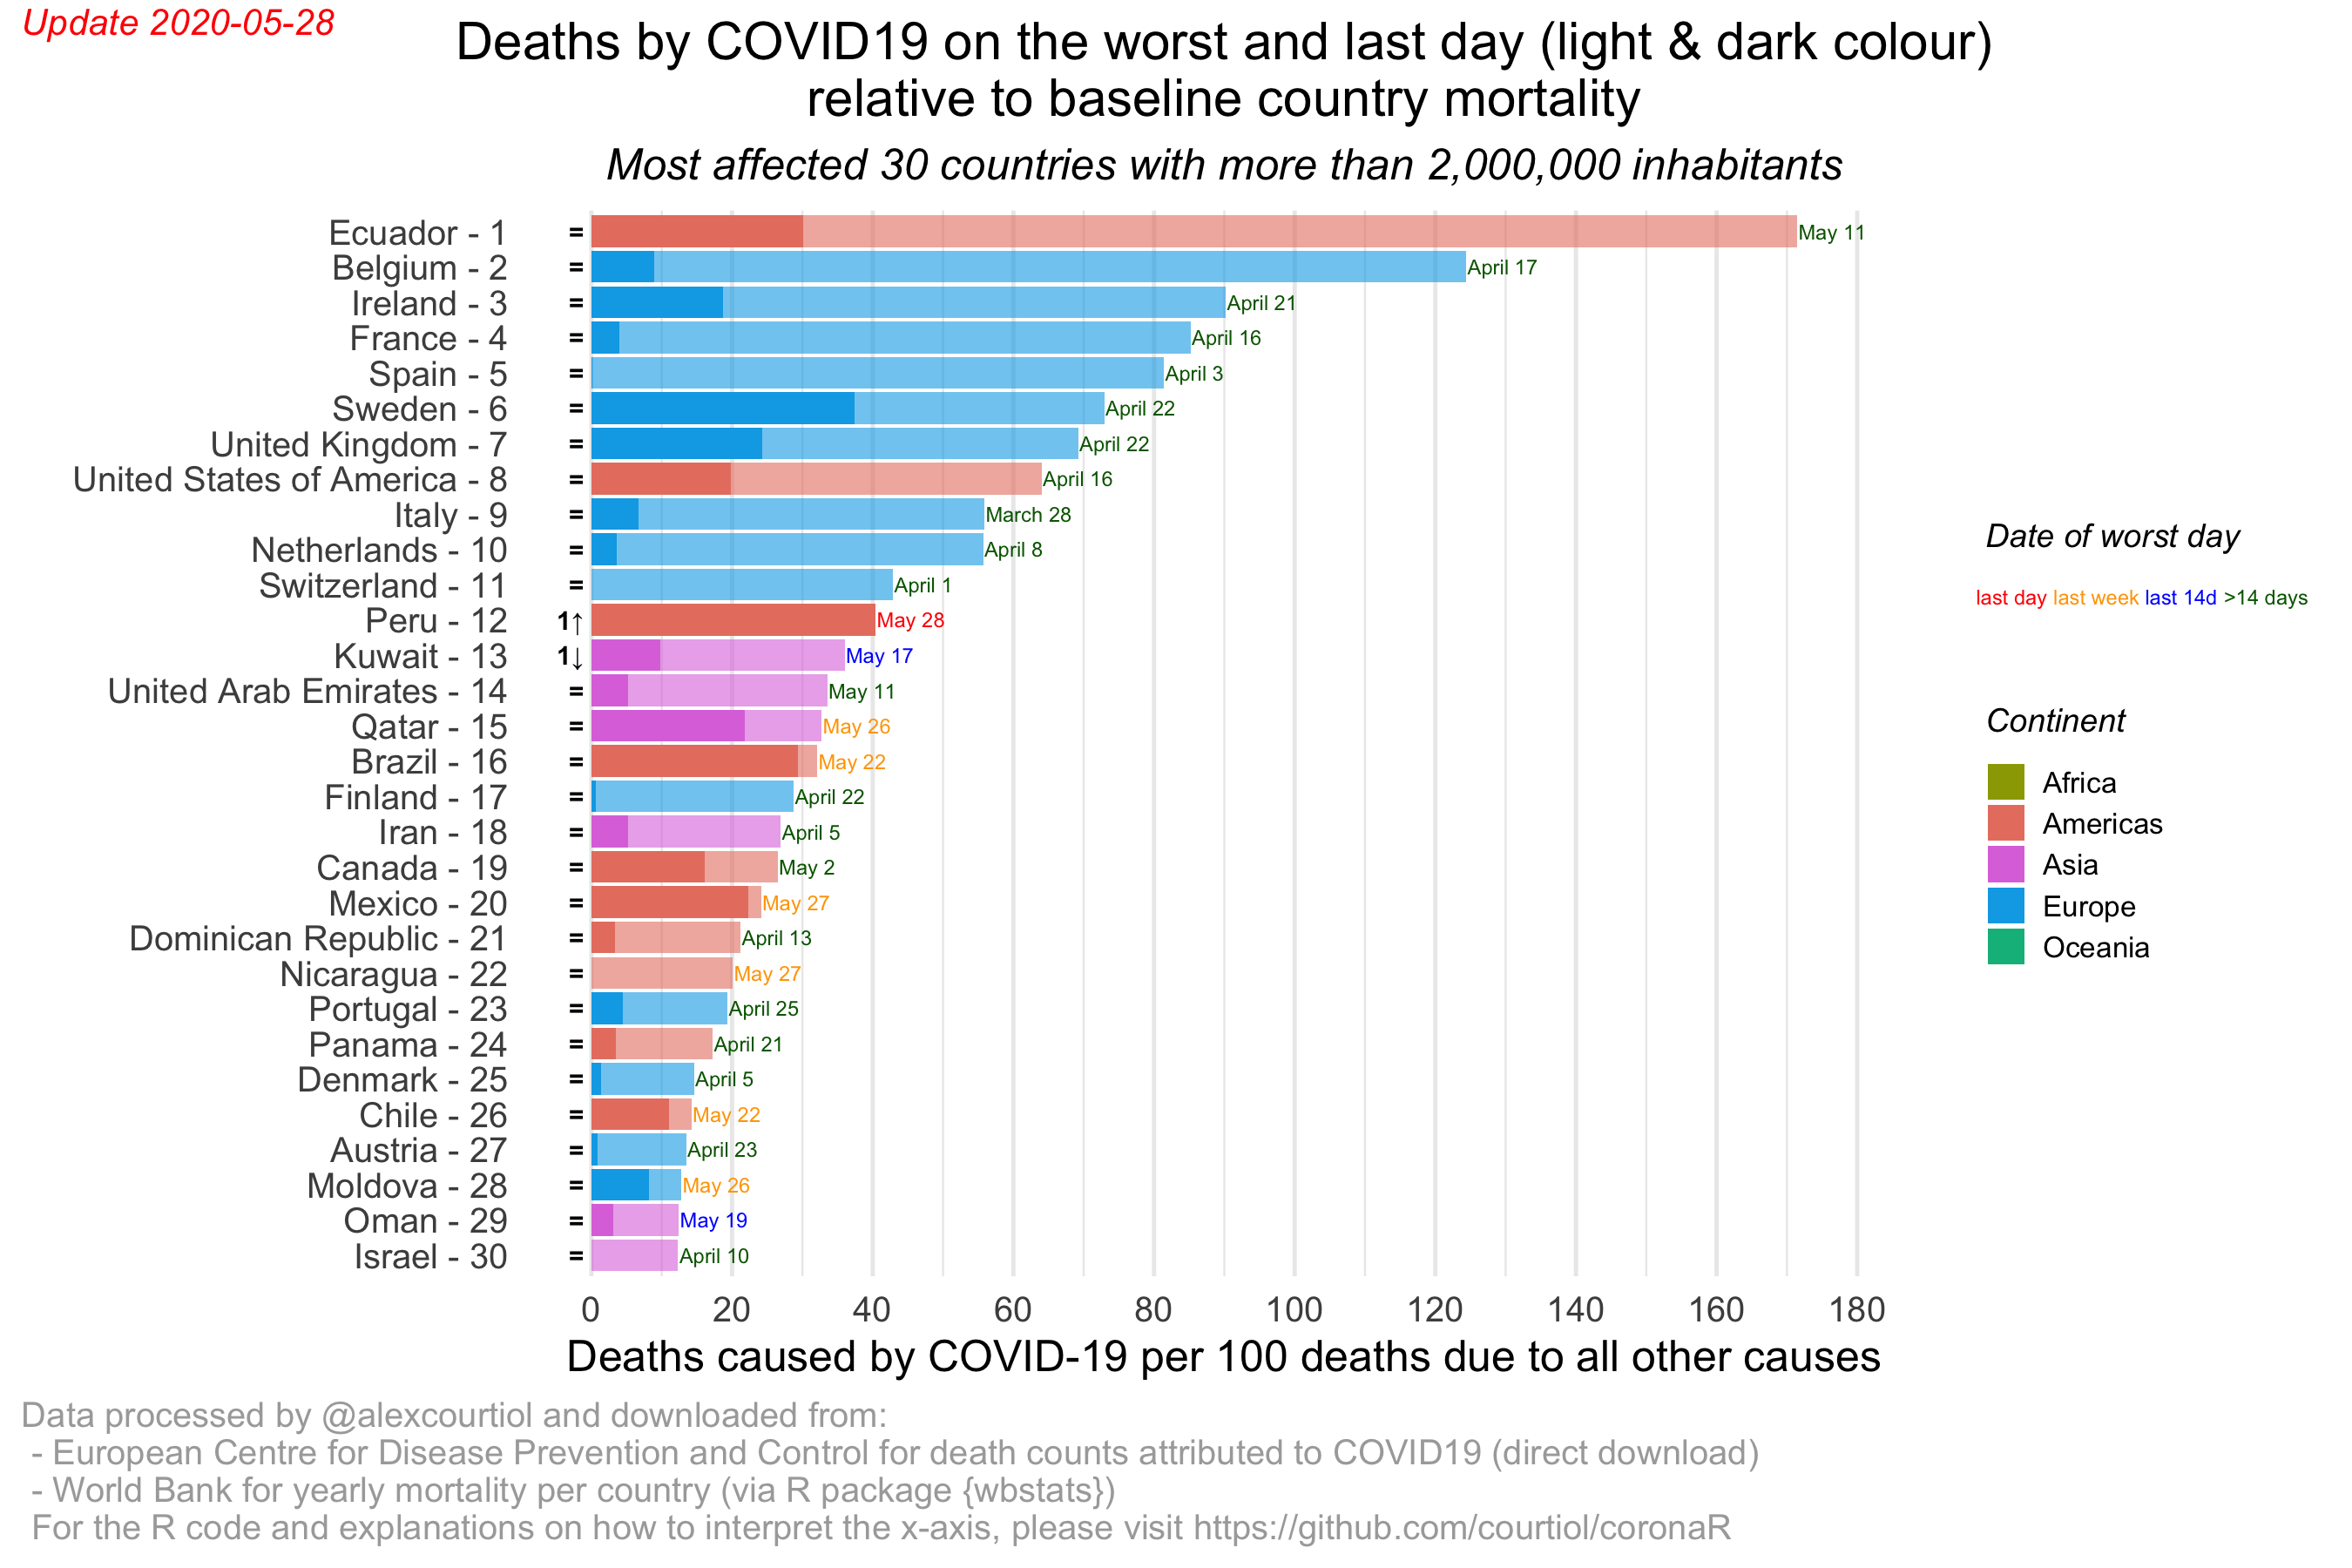 Update 2020-05-28
Deaths by COVID19 on the worst and last day (light & dark colour)
relative to baseline country mortality
Most affected 30 countries with more than 2,000,000 inhabitants
Ecuador - 1 = May 11
Belgium - 2 = April 17
Ireland - 3 = April 21
France - 4 = April 16
Spain - 5 = April 3
Sweden - 6 = April 22
United Kingdom - 7 = April 22
United States of America - 8 = April 16
Italy - 9 = March 28
Netherlands - 10 = April 8
Switzerland - 11 = April 1
Peru - 12 1↑ May 28
Kuwait - 13 1↓ May 17
United Arab Emirates - 14 = May 11
Qatar - 15 = May 26
Brazil - 16 = May 22
Finland - 17 = April 22
Iran - 18 = April 5
Canada - 19 = May 2
Mexico - 20 = May 27
Dominican Republic - 21 = April 13
Nicaragua - 22 = May 27
Portugal - 23 = April 25
Panama - 24 = April 21
Denmark - 25 = April 5
Chile - 26 = May 22
Austria - 27 = April 23
Moldova - 28 = May 26
Oman - 29 = May 19
Israel - 30 = April 10
0 20 40 60 80 100 120 140 160 180
Deaths caused by COVID-19 per 100 deaths due to all other causes
Date of worst day
last day last week last 14d >14 days
Continent
Africa
Americas
Asia
Europe
Oceania
Data processed by @alexcourtiol and downloaded from:
- European Centre for Disease Prevention and Control for death counts attributed to COVID19 (direct download)
- World Bank for yearly mortality per country (via R package {wbstats})
For the R code and explanations on how to interpret the x-axis, please visit https://github.com/courtiol/coronaR